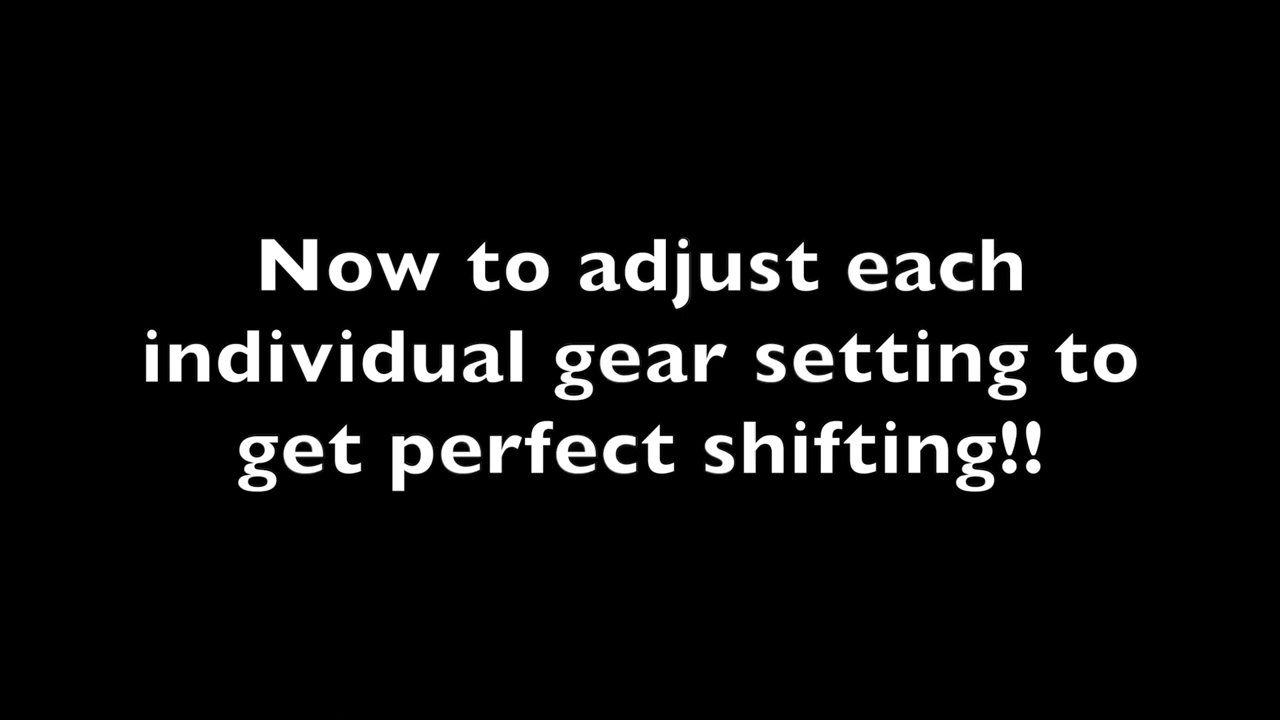 Now to adjust each
individual gear setting to
get perfect shifting!!